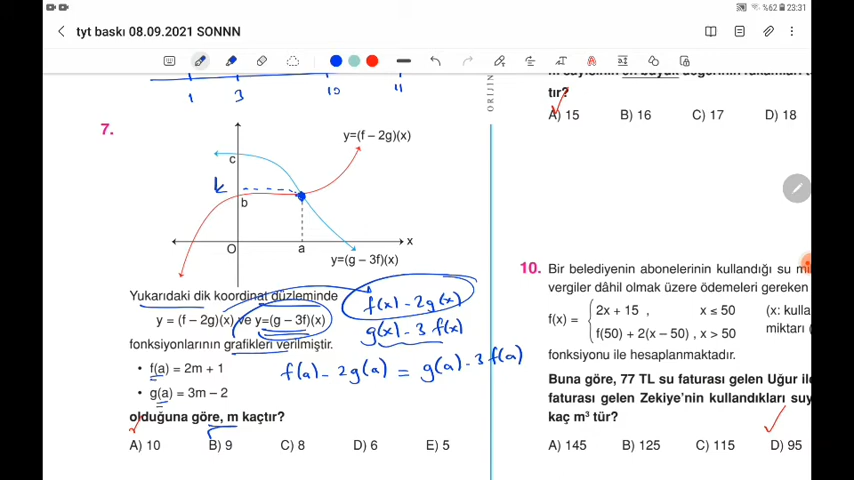 %62 23:31
tyt baskı 08.09.2021 SONNN
1 3 10 11
ORİJİN
7.
y=(f – 2g)(x)
c
k
b
O
a
x
y=(g – 3f)(x)
Yukarıdaki dik koordinat düzleminde
f(x) - 2g(x)
y = (f – 2g)(x) ve y=(g – 3f)(x)
g(x) - 3 f(x)
fonksiyonlarının grafikleri verilmiştir.
• f(a) = 2m + 1
f(a) - 2g(a) = g(a) - 3f(a)
• g(a) = 3m – 2
olduğuna göre, m kaçtır?
A) 10 B) 9 C) 8 D) 6 E) 5
tır?
A) 15 B) 16 C) 17 D) 18
10. Bir belediyenin abonelerinin kullandığı su
vergiler dâhil olmak üzere ödemeleri gereken
f(x) =
2x + 15 , x ≤ 50
(x: kulla
f(50) + 2(x – 50) , x > 50
miktarı (
fonksiyonu ile hesaplanmaktadır.
Buna göre, 77 TL su faturası gelen Uğur ile
faturası gelen Zekiye'nin kullandıkları suy
kaç m³ tür?
A) 145 B) 125 C) 115 D) 95